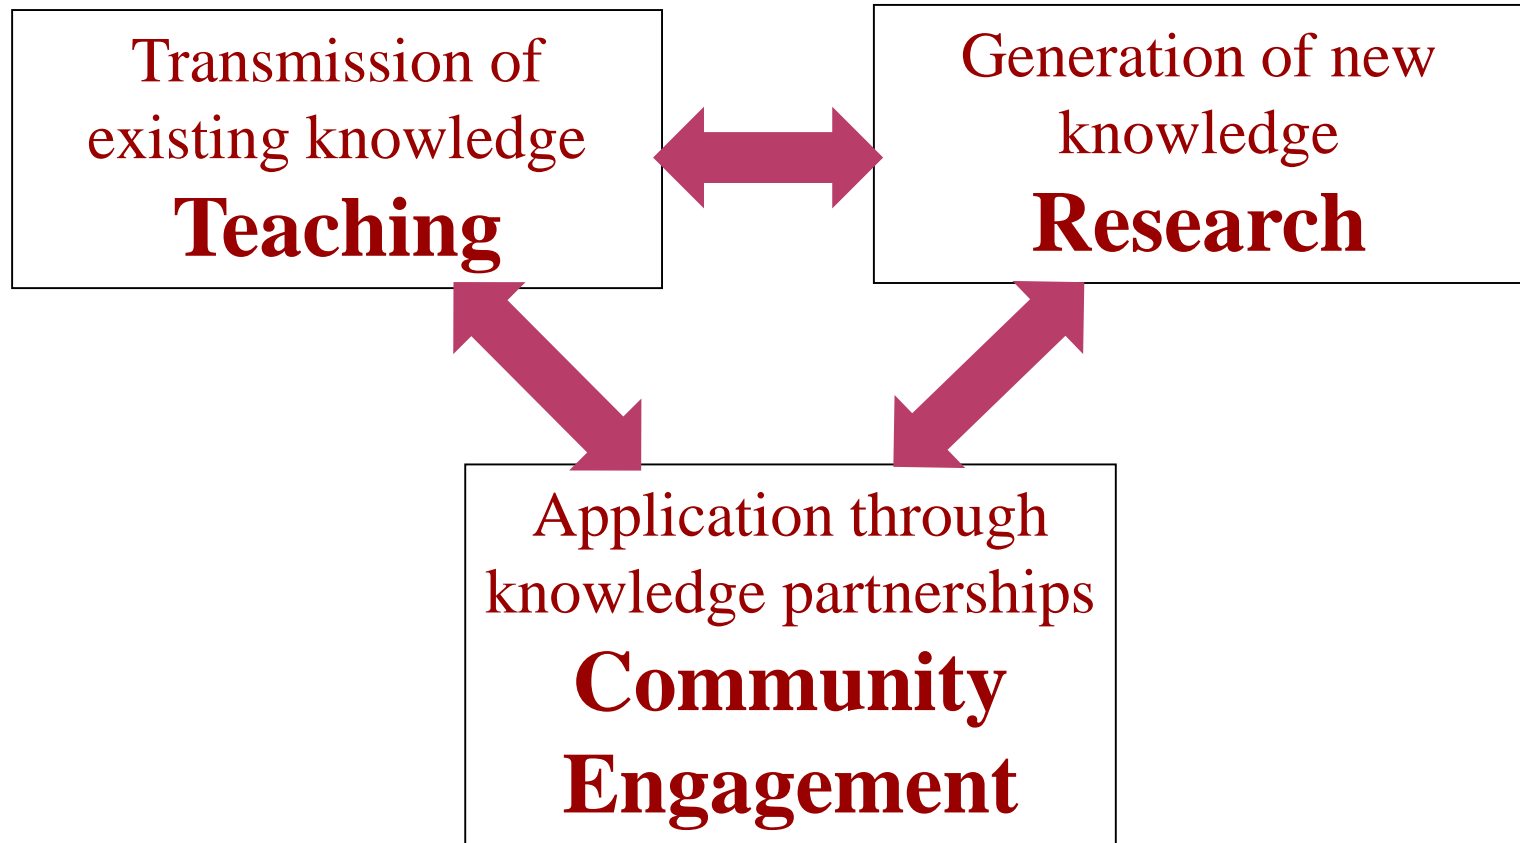 Transmission of
existing knowledge
Teaching
Generation of new
knowledge
Research
Application through
knowledge partnerships
Community
Engagement